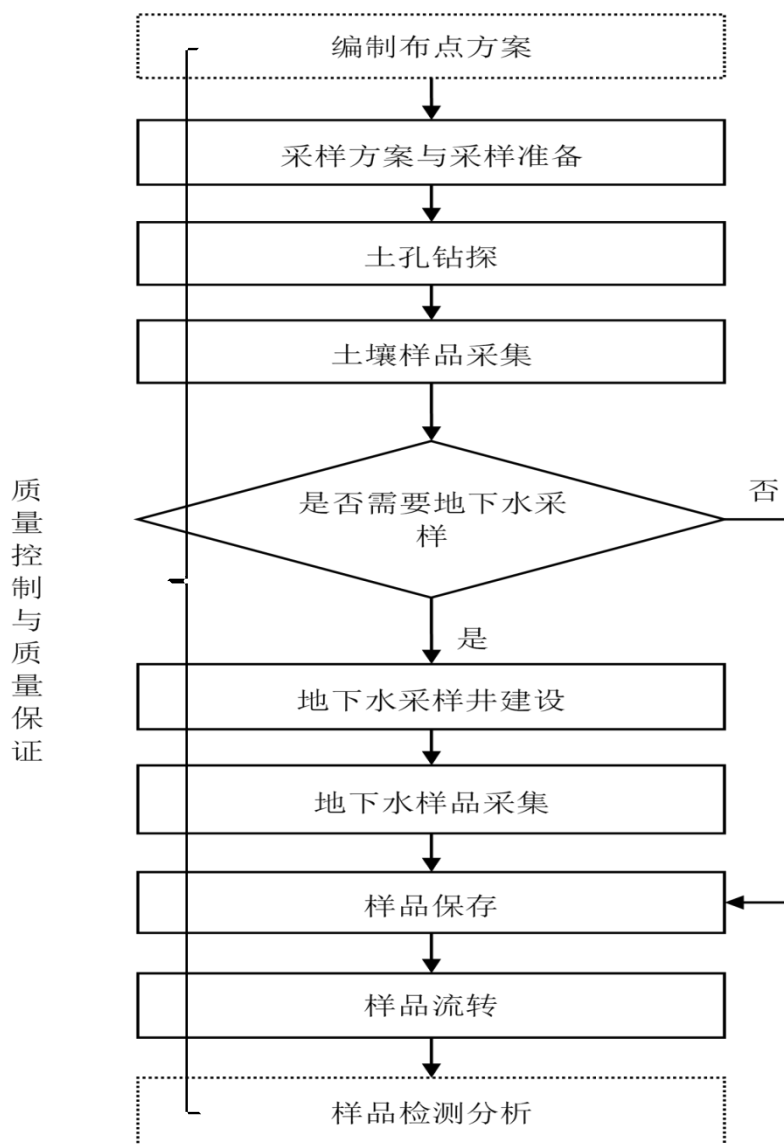 编制布点方案
采样方案与采样准备
土孔钻探
土壤样品采集
是否需要地下水采
样
否
是
地下水采样井建设
地下水样品采集
样品保存
样品流转
样品检测分析
质
量
控
制
与
质
量
保
证